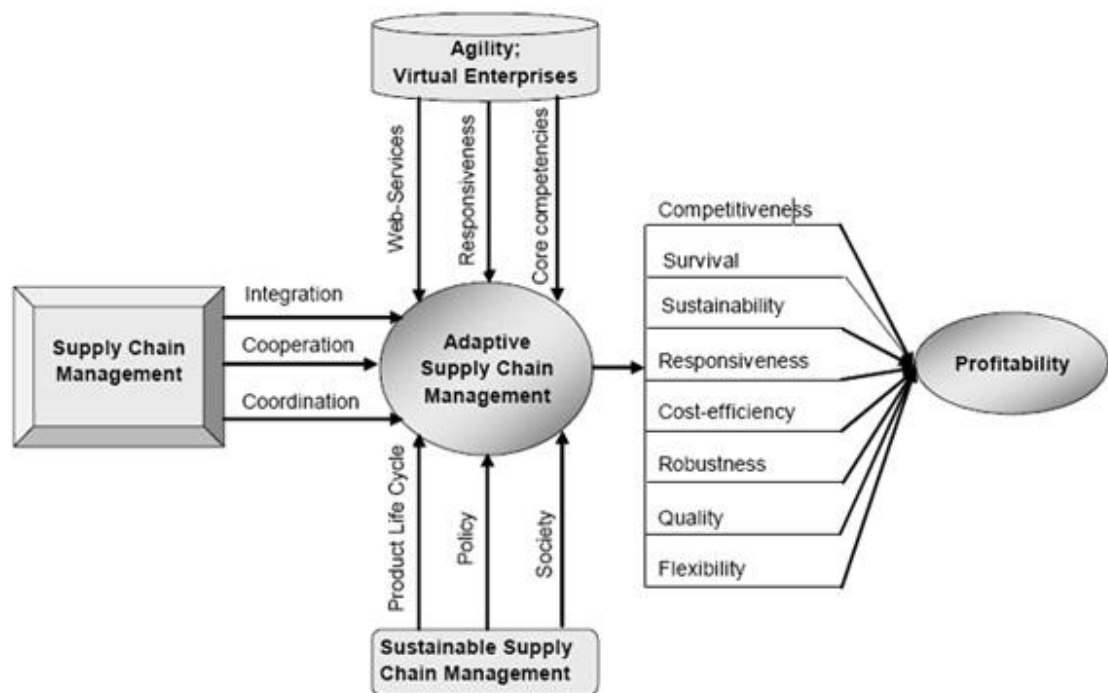 Agility;
Virtual Enterprises
Web-Services
Responsiveness
Core competencies
Supply Chain
Management
Integration
Cooperation
Coordination
Adaptive
Supply Chain
Management
Product Life Cycle
Policy
Society
Sustainable Supply
Chain Management
Competitiveness
Survival
Sustainability
Responsiveness
Cost-efficiency
Robustness
Quality
Flexibility
Profitability